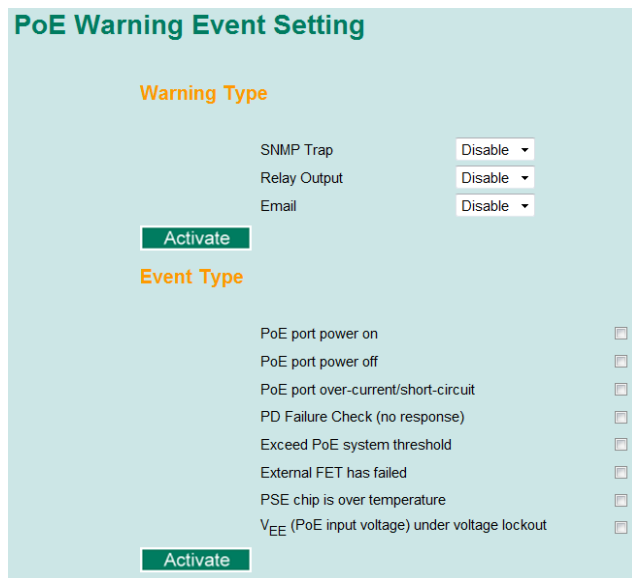 PoE Warning Event Setting
Warning Type
SNMP Trap Disable
Relay Output Disable
Email Disable
Activate
Event Type
PoE port power on
PoE port power off
PoE port over-current/short-circuit
PD Failure Check (no response)
Exceed PoE system threshold
External FET has failed
PSE chip is over temperature
VEE (PoE input voltage) under voltage lockout
Activate